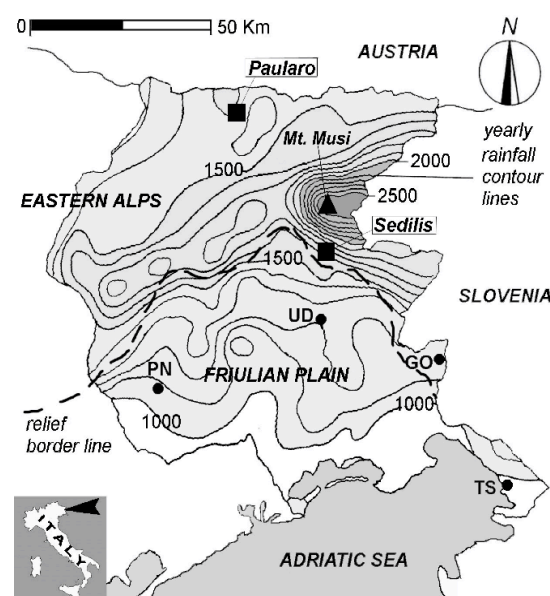 0 50 Km
N
AUSTRIA
Paularo
Mt. Musi
yearly
rainfall
contour
lines
1500
2000
2500
EASTERN ALPS
Sedilis
1500
SLOVENIA
UD
GO
PN
FRIULIAN PLAIN
1000
1000
relief
border line
TS
ITALY
ADRIATIC SEA